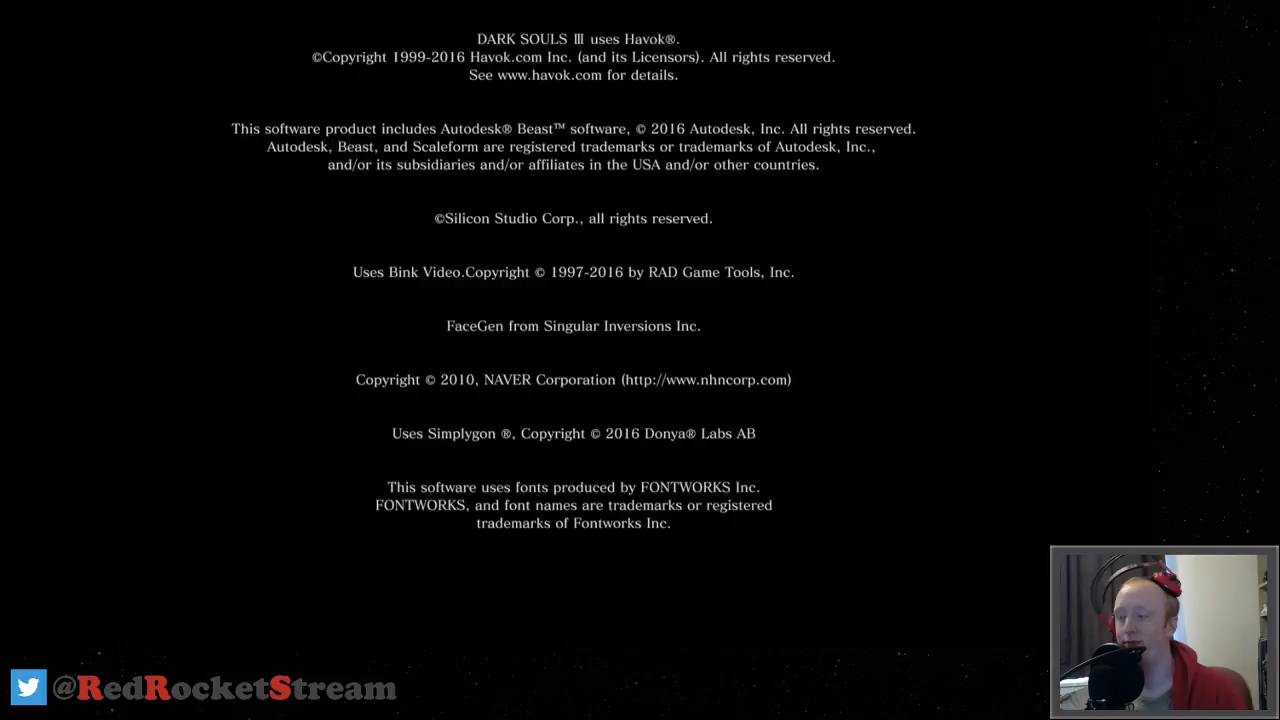 DARK SOULS Ⅲ uses Havok®.
©Copyright 1999-2016 Havok.com Inc. (and its Licensors). All rights reserved.
See www.havok.com for details.
This software product includes Autodesk® Beast™ software, © 2016 Autodesk, Inc. All rights reserved.
Autodesk, Beast, and Scaleform are registered trademarks or trademarks of Autodesk, Inc.,
and/or its subsidiaries and/or affiliates in the USA and/or other countries.
©Silicon Studio Corp., all rights reserved.
Uses Bink Video.Copyright © 1997-2016 by RAD Game Tools, Inc.
FaceGen from Singular Inversions Inc.
Copyright © 2010, NAVER Corporation (http://www.nhncorp.com)
Uses Simplygon ®, Copyright © 2016 Donya® Labs AB
This software uses fonts produced by FONTWORKS Inc.
FONTWORKS, and font names are trademarks or registered
trademarks of Fontworks Inc.
@RedRocketStream